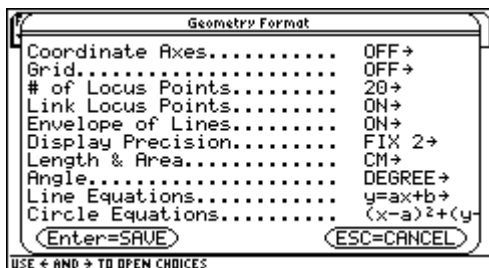 Geometry Format
Coordinate Axes........... OFF→
Grid...................... OFF→
# of Locus Points......... 20→
Link Locus Points......... ON→
Envelope of Lines......... ON→
Display Precision......... FIX 2→
Length & Area............. CM→
Angle..................... DEGREE→
Line Equations............ y=ax+b→
Circle Equations.......... (x-a)²+(y-
Enter=SAVE ESC=CANCEL
USE ← AND → TO OPEN CHOICES